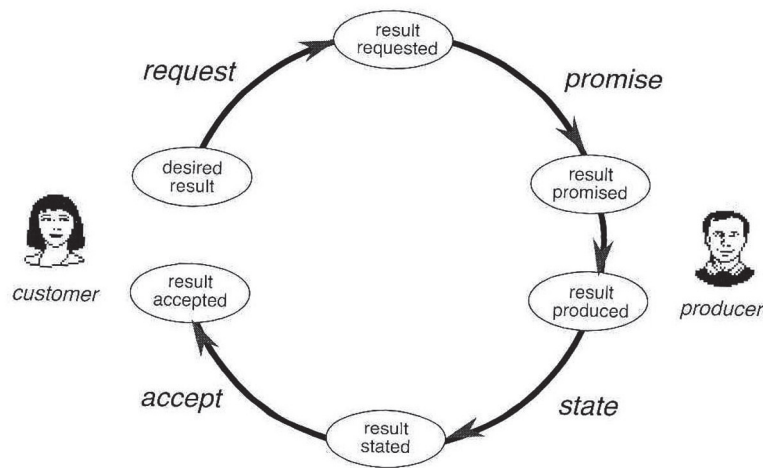 result
requested
request
promise
desired
result
result
promised
customer
result
accepted
result
produced
producer
accept
state
result
stated